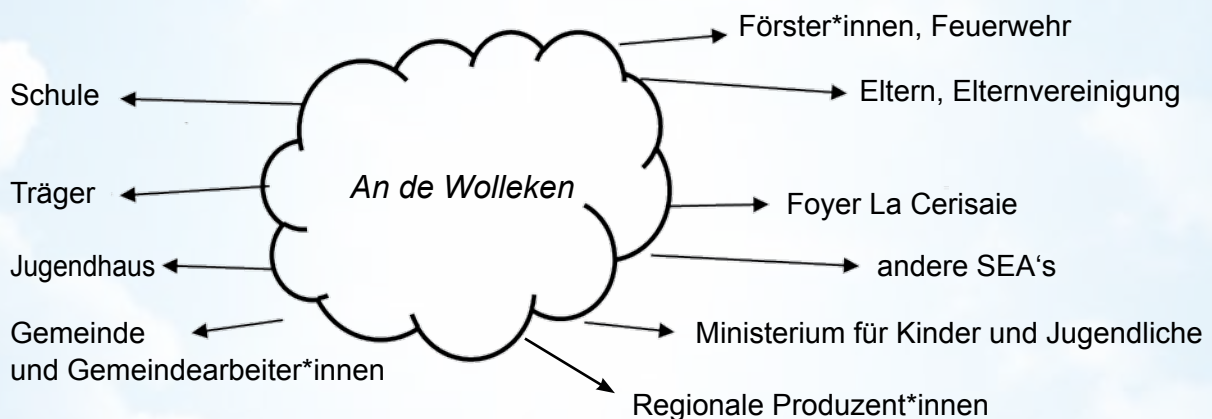 Förster*innen, Feuerwehr
Schule
Eltern, Elternvereinigung
An de Wolleken
Träger
Foyer La Cerisaie
Jugendhaus
andere SEA‘s
Gemeinde
und Gemeindearbeiter*innen
Ministerium für Kinder und Jugendliche
Regionale Produzent*innen